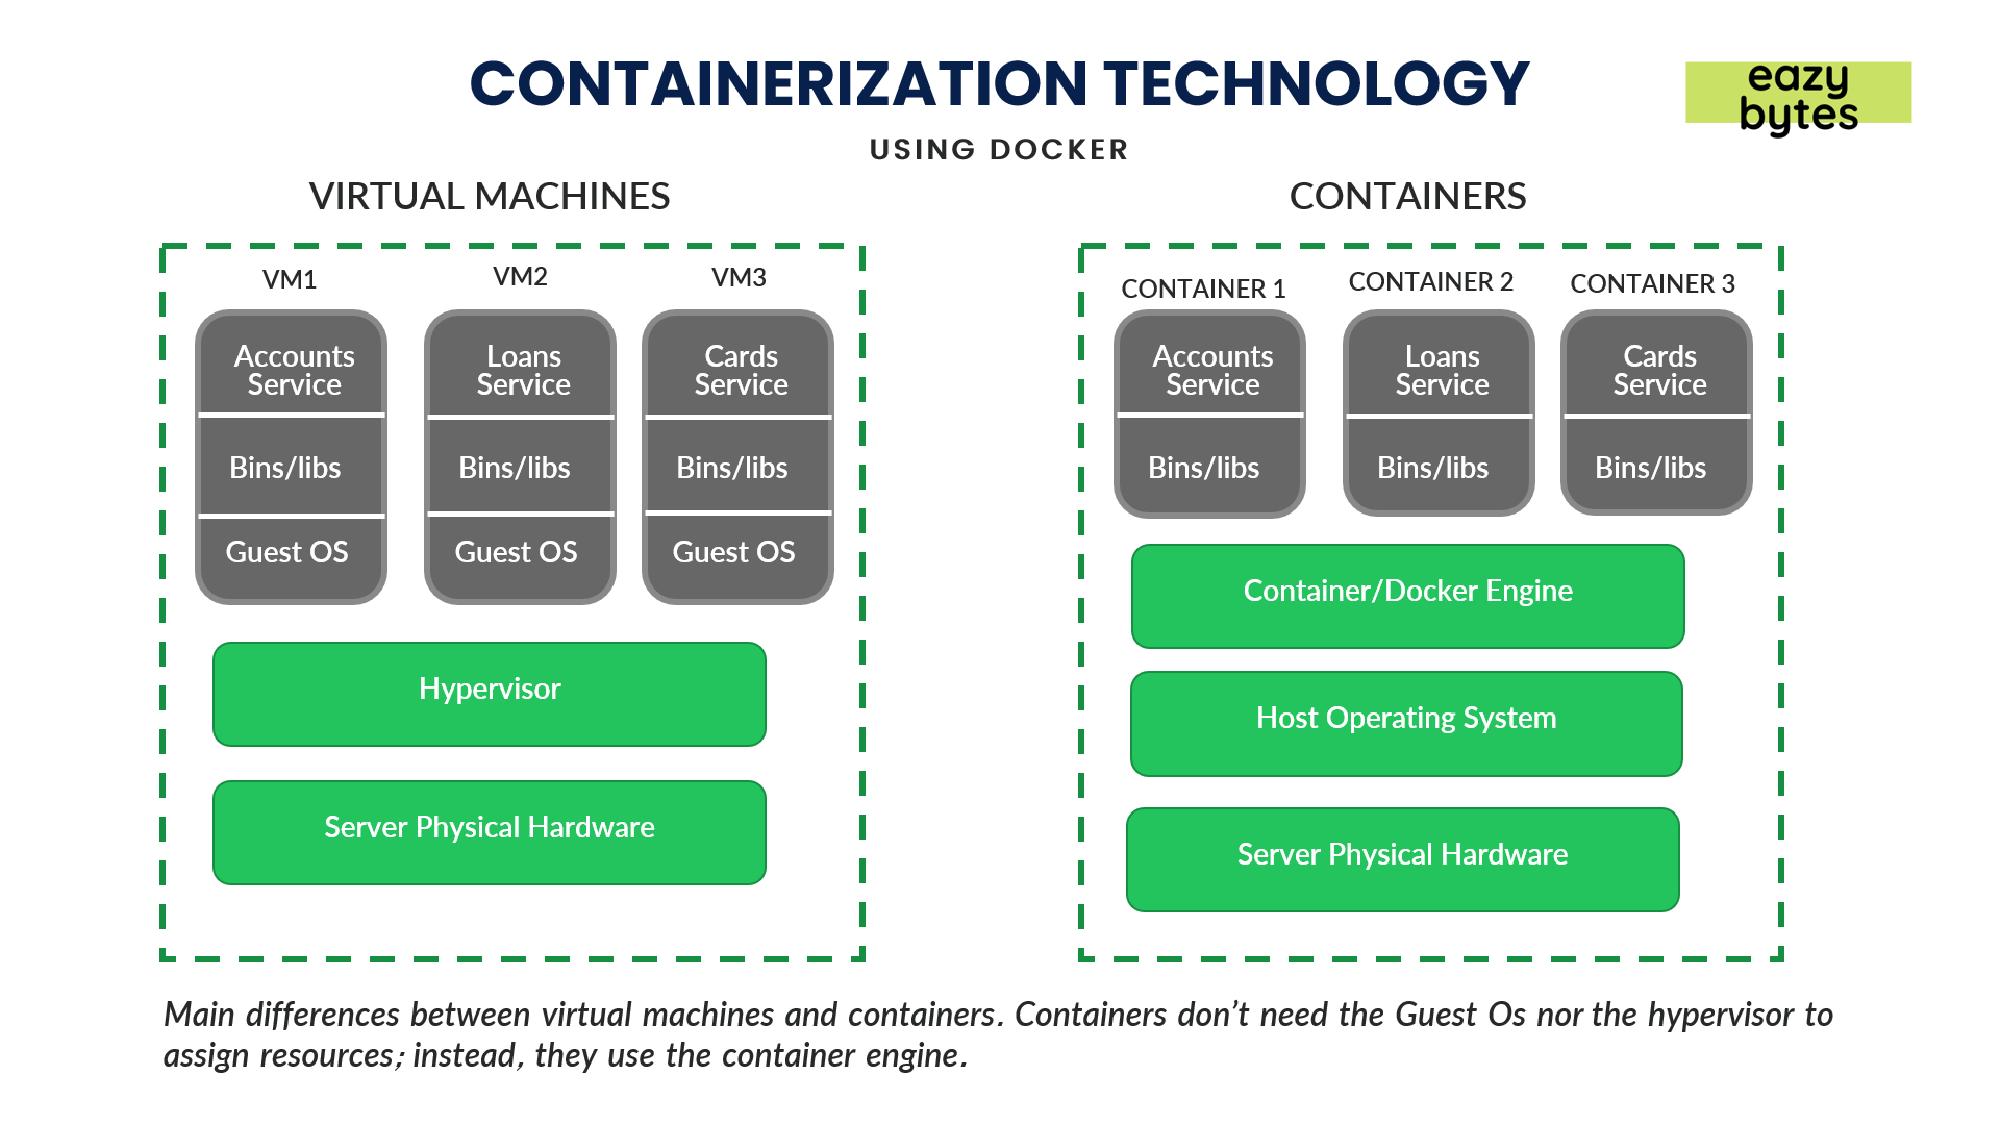 CONTAINERIZATION TECHNOLOGY
eazy
bytes
USING DOCKER
VIRTUAL MACHINES
VM1
VM2
VM3
Accounts
Service
Loans
Service
Cards
Service
Bins/libs
Bins/libs
Bins/libs
Guest OS
Guest OS
Guest OS
Hypervisor
Server Physical Hardware
CONTAINERS
CONTAINER 1
CONTAINER 2
CONTAINER 3
Accounts
Service
Loans
Service
Cards
Service
Bins/libs
Bins/libs
Bins/libs
Container/Docker Engine
Host Operating System
Server Physical Hardware
Main differences between virtual machines and containers. Containers don’t need the Guest Os nor the hypervisor to
assign resources; instead, they use the container engine.